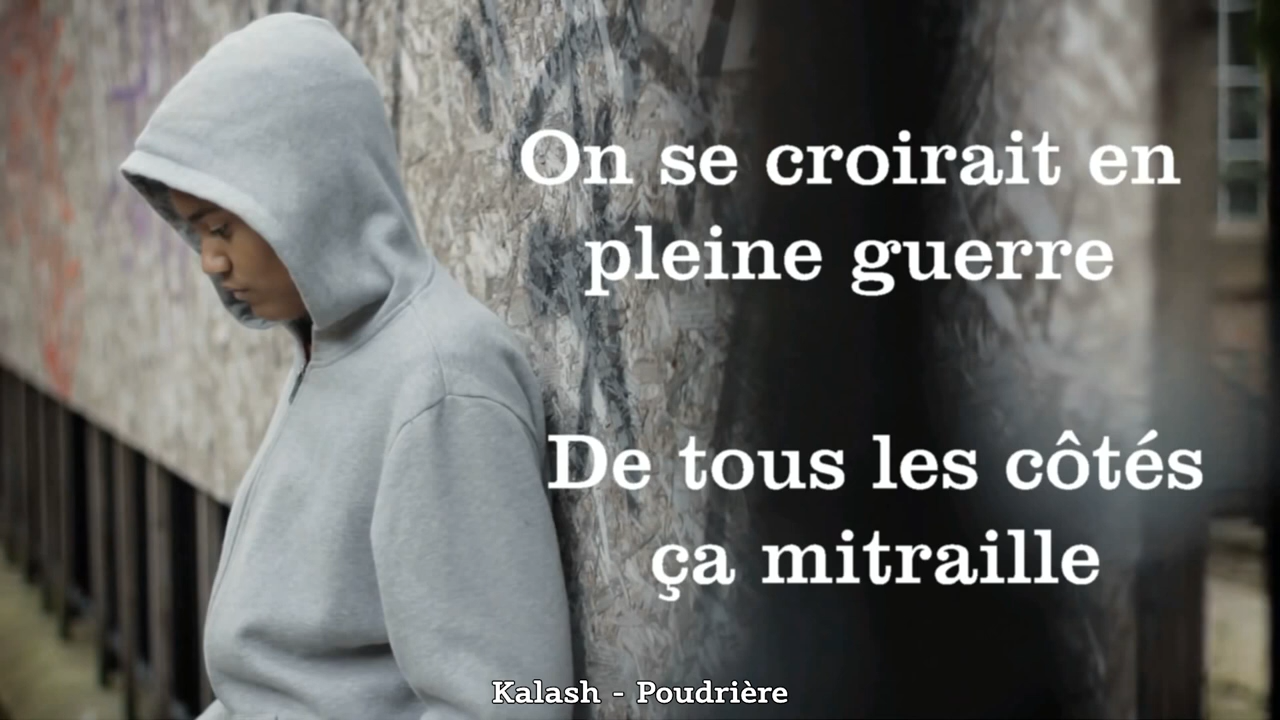 On se croirait en
pleine guerre
De tous les côtés
ça mitraille
Kalash - Poudrière